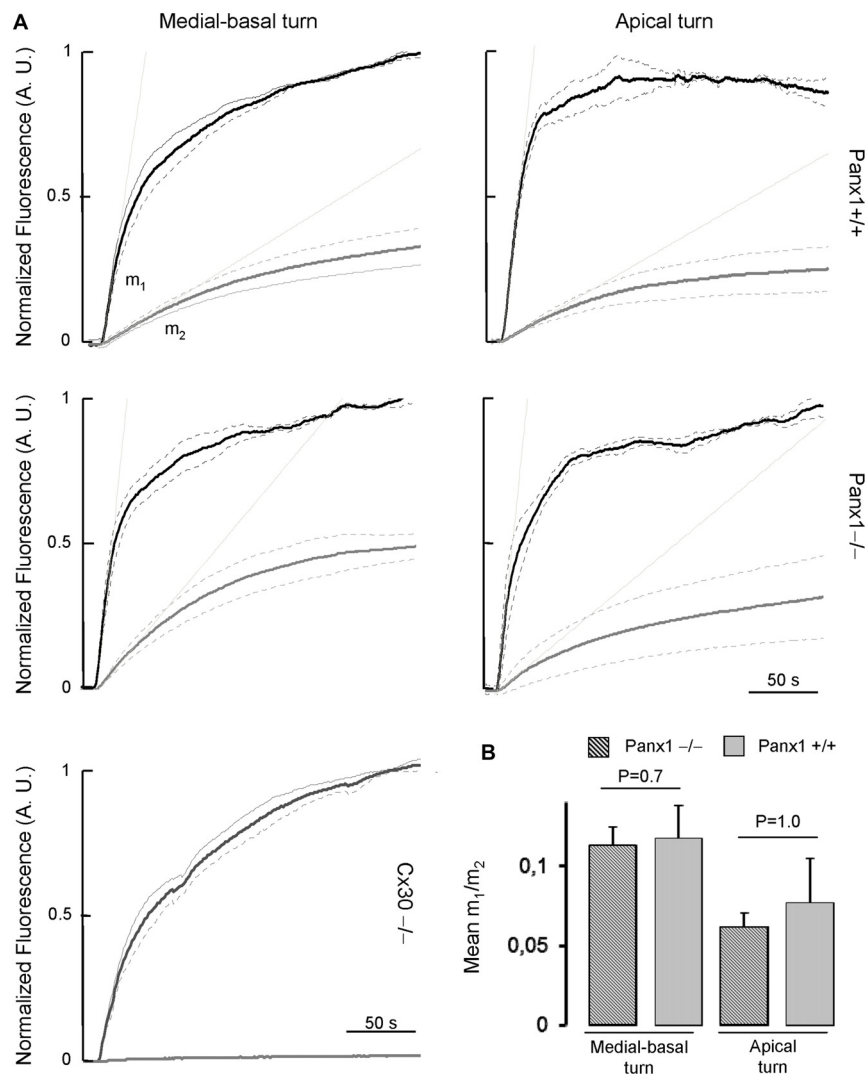 A
Medial-basal turn
Apical turn
Normalized Fluorescence (A. U.)
1
0.5
0
m1
m2
Panx1+/+
Normalized Fluorescence (A. U.)
1
0.5
0
Panx1−/−
50 s
Normalized Fluorescence (A. U.)
1
0.5
0
Cx30 −/−
50 s
B
Panx1 −/−
Panx1 +/+
P=0.7
P=1.0
Mean m1/m2
0,1
0,05
0
Medial-basal
turn
Apical
turn